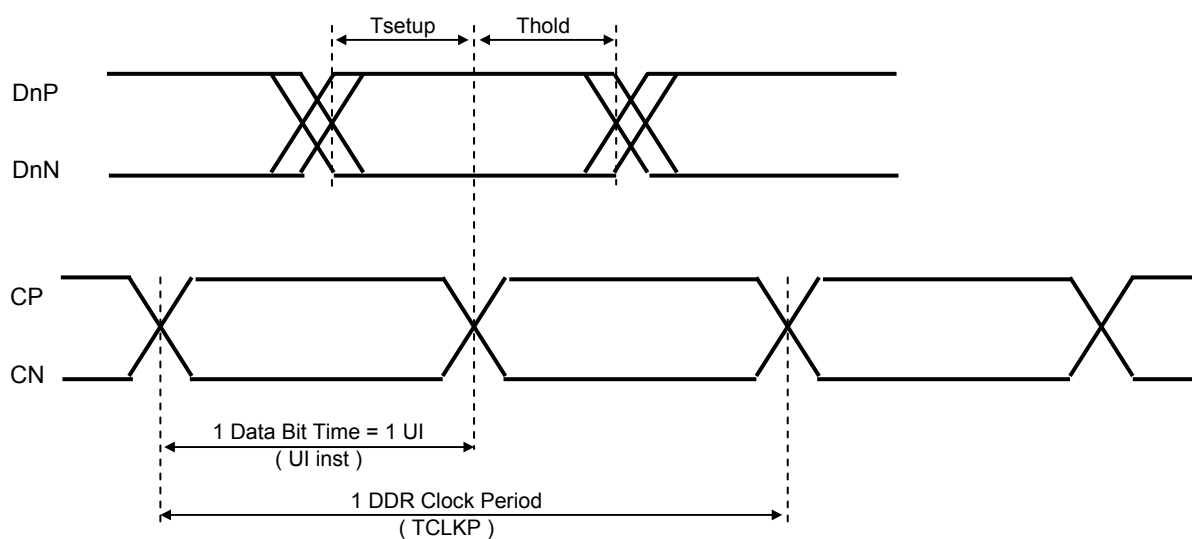 Tsetup
Thold
DnP
DnN
CP
CN
1 Data Bit Time = 1 UI
( UI inst )
1 DDR Clock Period
( TCLKP )